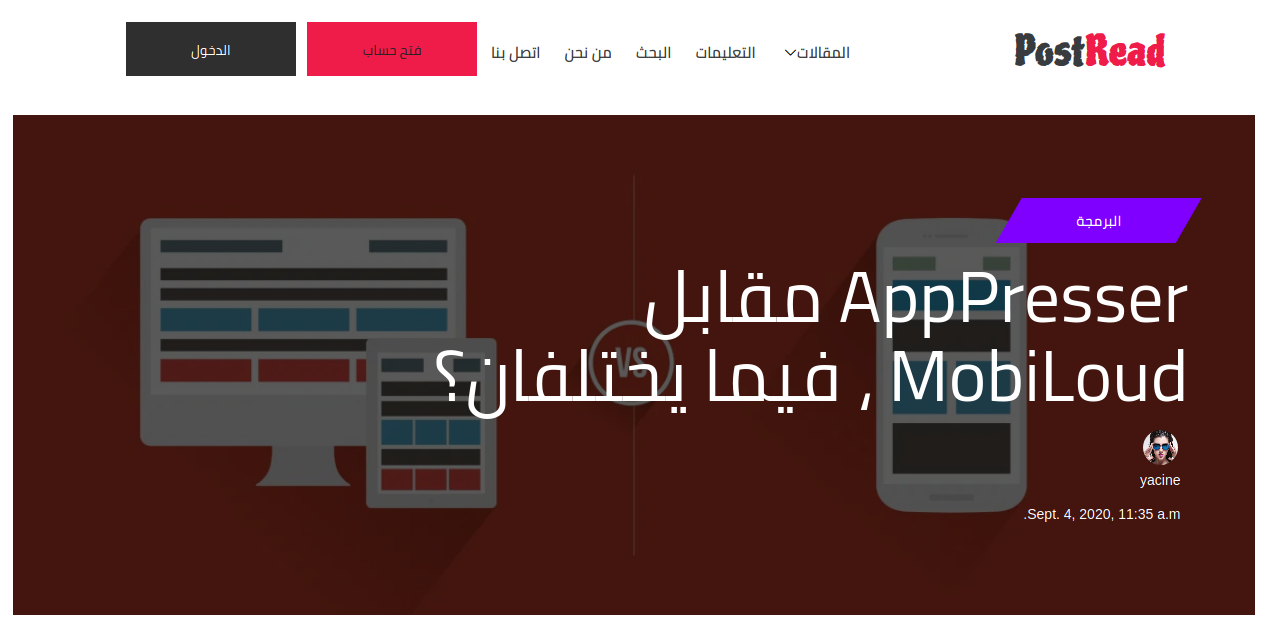 PostRead
المقالات
التعليمات
البحث
من نحن
اتصل بنا
فتح حساب
الدخول
البرمجة
AppPresser مقابل
MobiLoud , فيما يختلفان؟
VS
yacine
Sept. 4, 2020, 11:35 a.m.